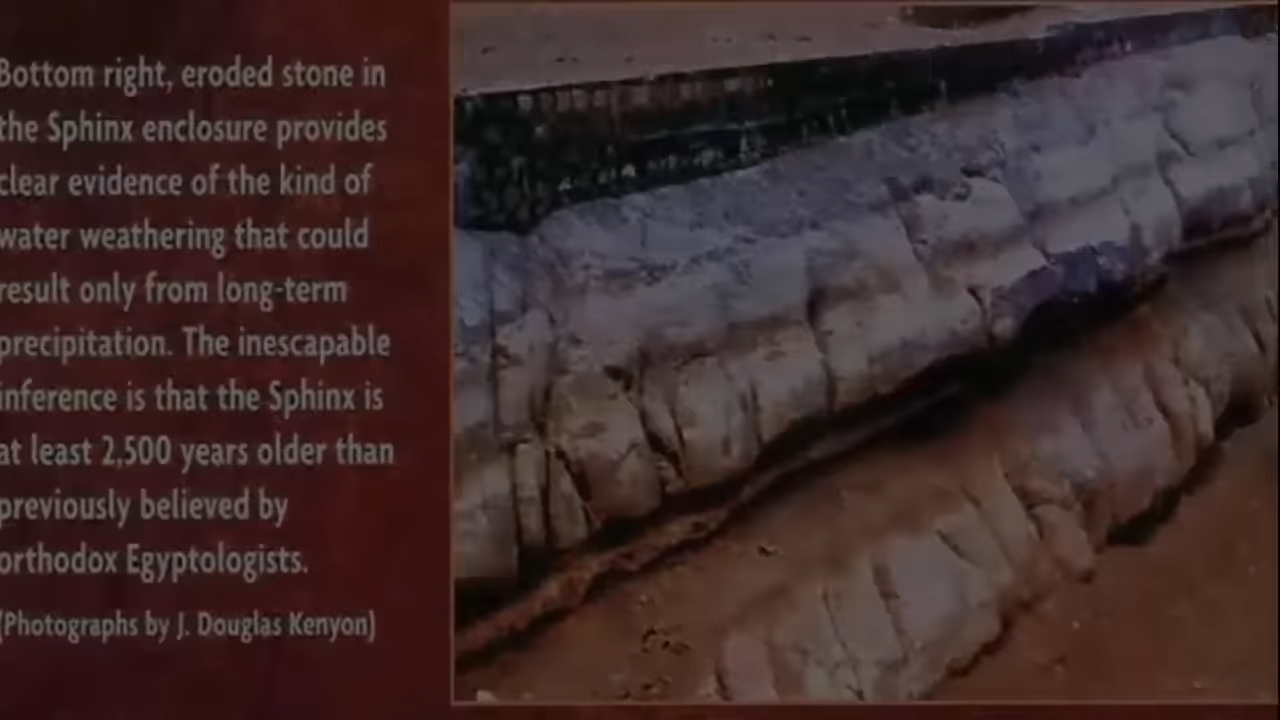 Bottom right, eroded stone in
the Sphinx enclosure provides
clear evidence of the kind of
water weathering that could
result only from long-term
precipitation. The inescapable
inference is that the Sphinx is
at least 2,500 years older than
previously believed by
orthodox Egyptologists.
(Photographs by J. Douglas Kenyon)